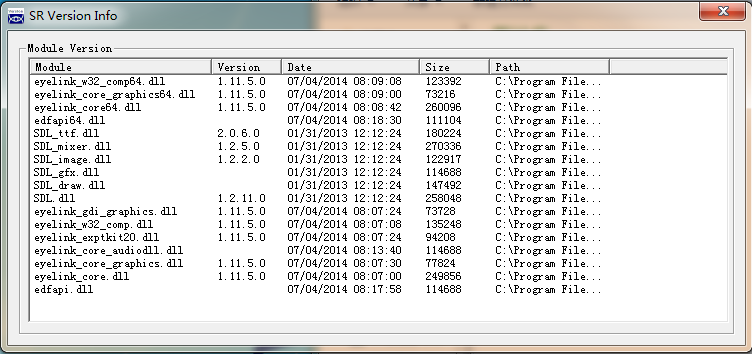 Version
SR Version Info
Module Version
Module Version Date Size Path
eyelink_w32_comp64.dll 1.11.5.0 07/04/2014 08:09:08 123392 C:\Program File...
eyelink_core_graphics64.dll 1.11.5.0 07/04/2014 08:09:00 73216 C:\Program File...
eyelink_core64.dll 1.11.5.0 07/04/2014 08:08:42 260096 C:\Program File...
edfapi64.dll 07/04/2014 08:18:30 111104 C:\Program File...
SDL_ttf.dll 2.0.6.0 01/31/2013 12:12:24 180224 C:\Program File...
SDL_mixer.dll 1.2.5.0 01/31/2013 12:12:24 270336 C:\Program File...
SDL_image.dll 1.2.2.0 01/31/2013 12:12:24 122917 C:\Program File...
SDL_gfx.dll 01/31/2013 12:12:24 114688 C:\Program File...
SDL_draw.dll 01/31/2013 12:12:24 147492 C:\Program File...
SDL.dll 1.2.11.0 01/31/2013 12:12:24 258048 C:\Program File...
eyelink_gdi_graphics.dll 1.11.5.0 07/04/2014 08:07:24 73728 C:\Program File...
eyelink_w32_comp.dll 1.11.5.0 07/04/2014 08:07:08 135248 C:\Program File...
eyelink_exptkit20.dll 1.11.5.0 07/04/2014 08:07:24 94208 C:\Program File...
eyelink_core_audiodll.dll 07/04/2014 08:13:40 114688 C:\Program File...
eyelink_core_graphics.dll 1.11.5.0 07/04/2014 08:07:30 77824 C:\Program File...
eyelink_core.dll 1.11.5.0 07/04/2014 08:07:00 249856 C:\Program File...
edfapi.dll 07/04/2014 08:17:58 114688 C:\Program File...